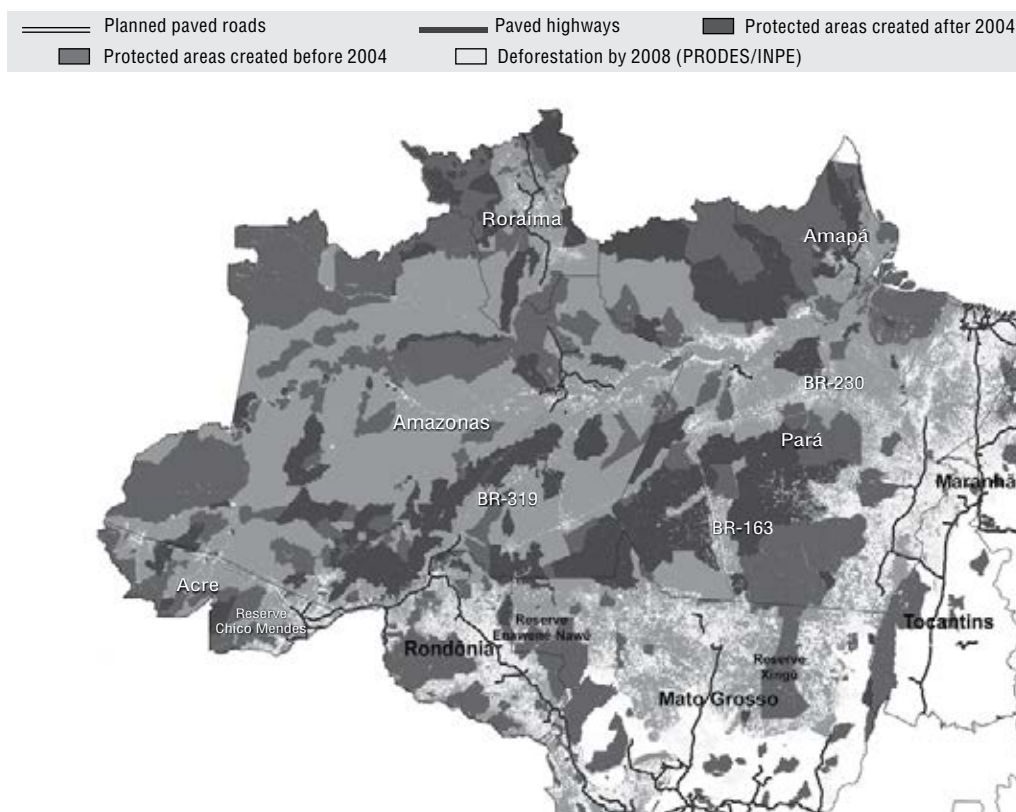 Planned paved roads Paved highways Protected areas created after 2004
Protected areas created before 2004 Deforestation by 2008 (PRODES/INPE)
Roraima
Amapá
BR-230
Amazonas
Pará
Maranhã
BR-319
BR-163
Acre
Reserve
Chico Mendes
Reserve
Enawenê Nawê
Tocantins
Rondônia
Reserve
Xingú
Mato Grosso